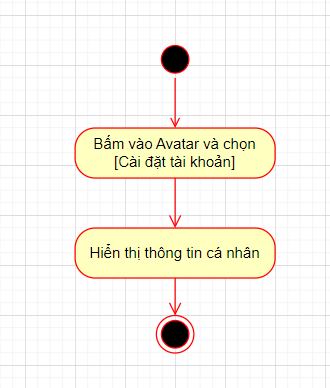 Bấm vào Avatar và chọn
[Cài đặt tài khoản]
Hiển thị thông tin cá nhân